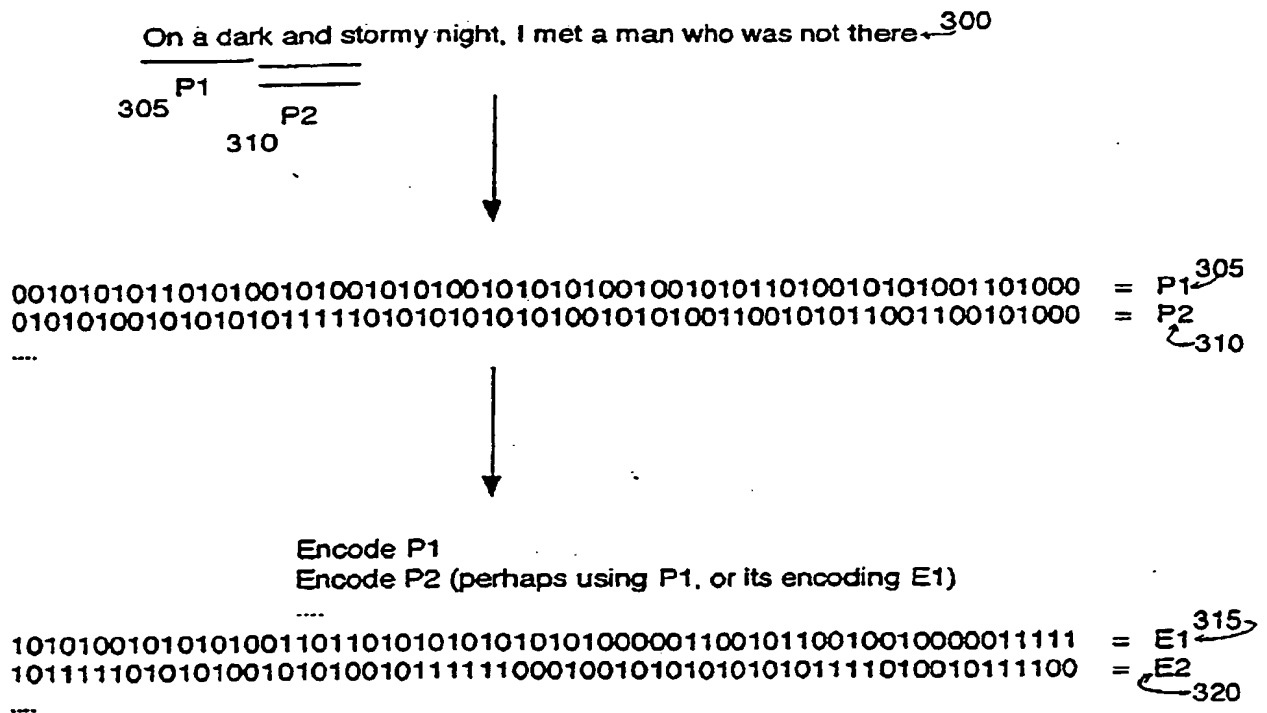 On a dark and stormy night, I met a man who was not there 300
P1
305
P2
310
0010101011010100101001010100101010100100101011010010101001101000 = P1 305
0101010010101010111110101010101010010101001100101011001100101000 = P2
310
....
Encode P1
Encode P2 (perhaps using P1, or its encoding E1)
....
1010100101010100110110101010101010100000110010110010010000011111 = E1 315
1011111010101001010100101111110001001010101010101111010010111100 = E2
320
....